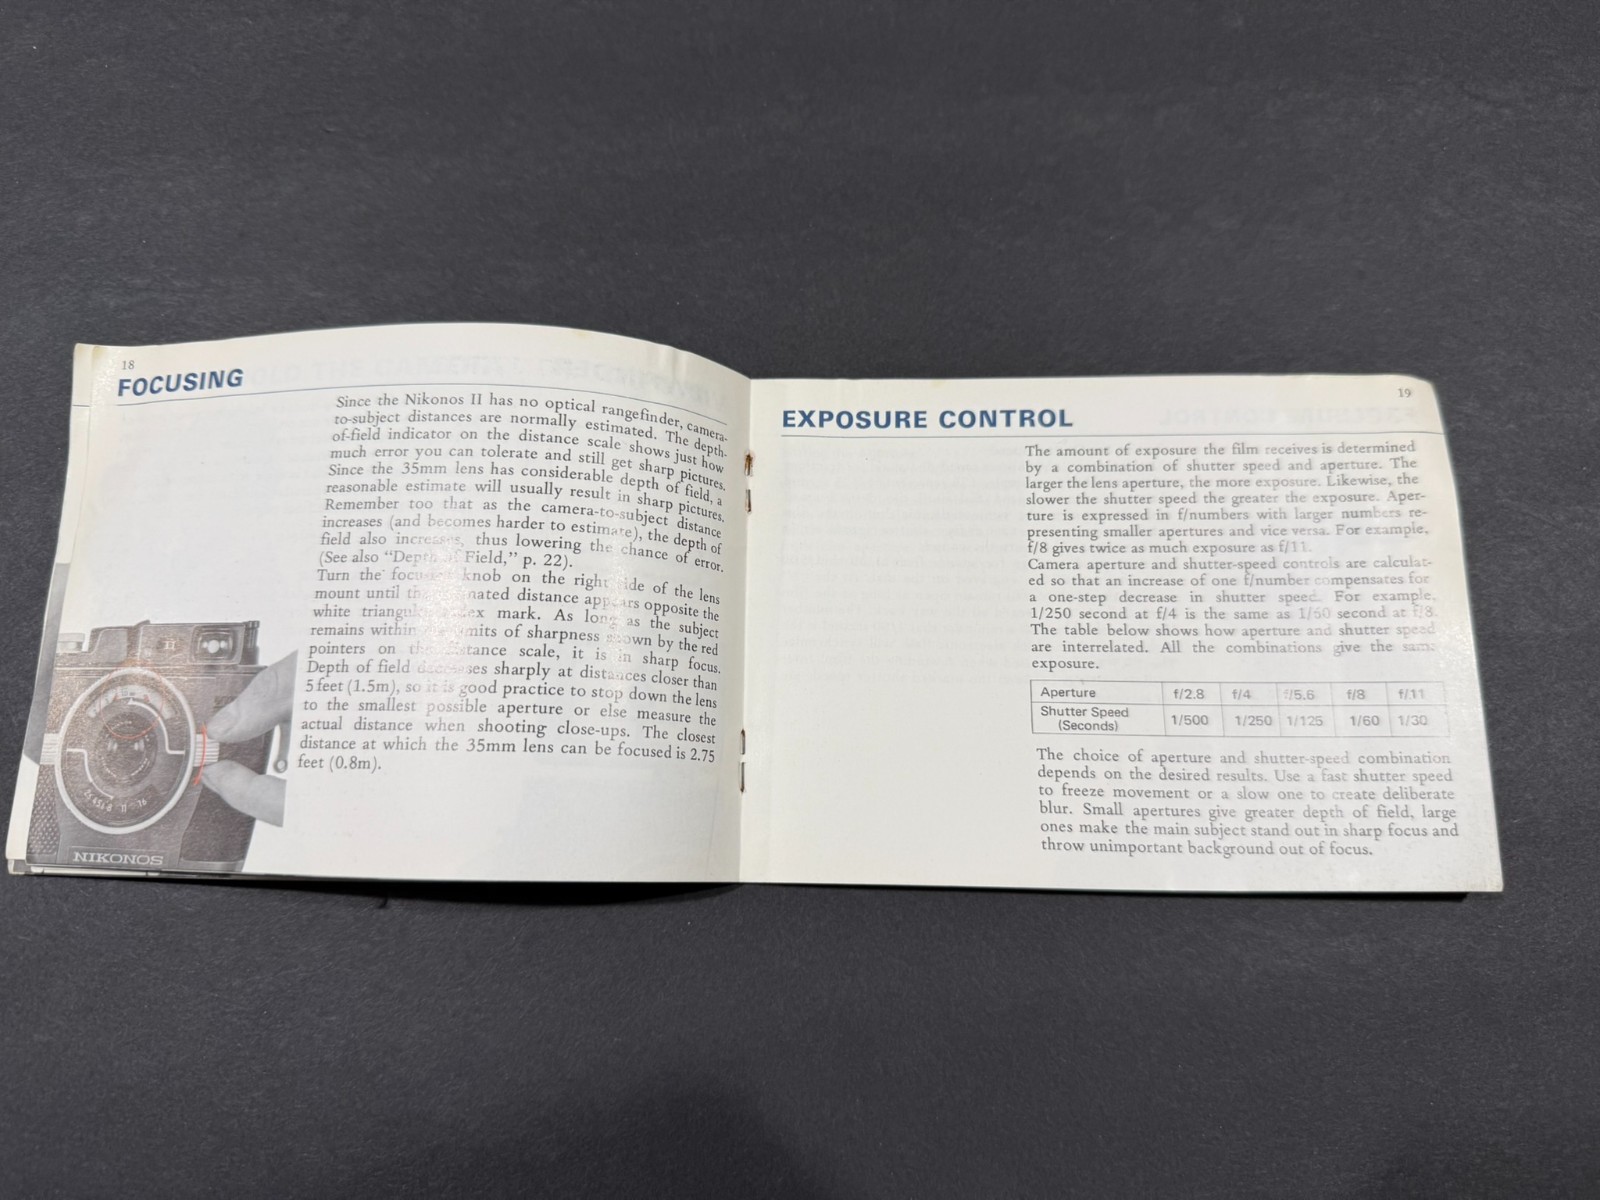 18
FOCUSING
Since the Nikonos II has no optical rangefinder, camera-
to-subject distances are normally estimated. The depth-
of-field indicator on the distance scale shows just how
much error you can tolerate and still get sharp pictures.
Since the 35mm lens has considerable depth of field, a
reasonable estimate will usually result in sharp pictures.
Remember too that as the camera-to-subject distance
increases (and becomes harder to estimate), the depth of
field also increases, thus lowering the chance of error.
(See also "Depth of Field," p. 22).
Turn the knob on the right side of the lens
mount until distance appears opposite the
white mark. As long as the subject
remains within limits of sharpness shown by the red
pointers on the distance scale, it is in sharp focus.
Depth of field decreases sharply at distances closer than
5 feet (1.5m), so it is good practice to stop down the lens
to the smallest possible aperture or else measure the
actual distance when shooting close-ups. The closest
distance at which the 35mm lens can be focused is 2.75
feet (0.8m).
II
NIKONOS
19
EXPOSURE CONTROL
The amount of exposure the film receives is determined
by a combination of shutter speed and aperture. The
larger the lens aperture, the more exposure. Likewise, the
slower the shutter speed the greater the exposure. Aper-
ture is expressed in f/numbers with larger numbers re-
presenting smaller apertures and vice versa. For example,
f/8 gives twice as much exposure as f/11.
Camera aperture and shutter-speed controls are calculat-
ed so that an increase of one f/number compensates for
a one-step decrease in shutter speed. For example,
1/250 second at f/4 is the same as 1/60 second at f/8.
The table below shows how aperture and shutter speed
are interrelated. All the combinations give the same
exposure.
Aperture f/2.8 f/4 f/5.6 f/8 f/11
Shutter Speed (Seconds) 1/500 1/250 1/125 1/60 1/30
The choice of aperture and shutter-speed combination
depends on the desired results. Use a fast shutter speed
to freeze movement or a slow one to create deliberate
blur. Small apertures give greater depth of field, large
ones make the main subject stand out in sharp focus and
throw unimportant background out of focus.